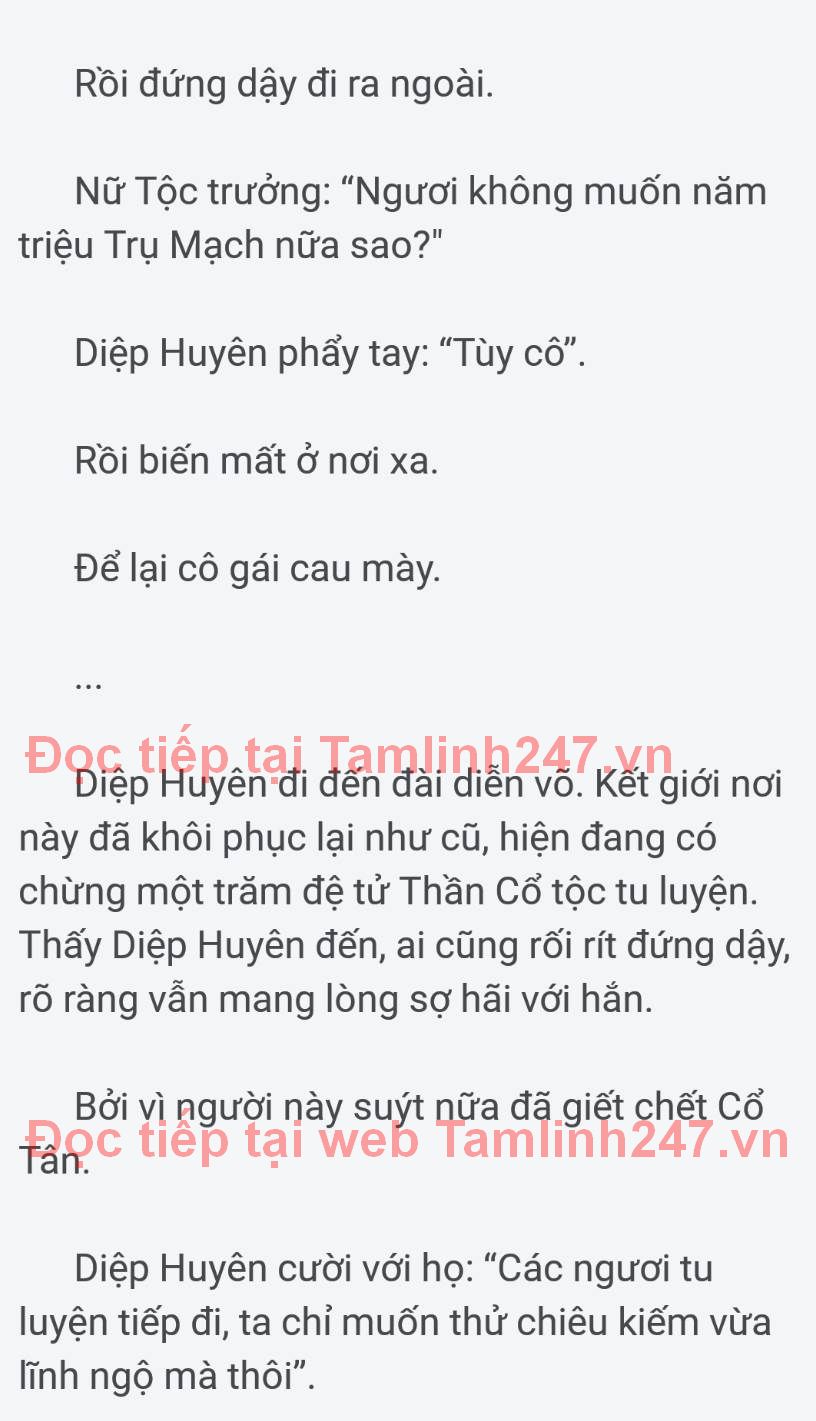 Rồi đứng dậy đi ra ngoài.
Nữ Tộc trưởng: “Ngươi không muốn năm
triệu Trụ Mạch nữa sao?"
Diệp Huyên phẩy tay: “Tùy cô”.
Rồi biến mất ở nơi xa.
Để lại cô gái cau mày.
...
Đọc tiếp tại Tamlinh247.vn
Diệp Huyên đi đến đài diễn võ. Kết giới nơi
này đã khôi phục lại như cũ, hiện đang có
chừng một trăm đệ tử Thần Cổ tộc tu luyện.
Thấy Diệp Huyên đến, ai cũng rối rít đứng dậy,
rõ ràng vẫn mang lòng sợ hãi với hắn.
Bởi vì người này suýt nữa đã giết chết Cổ
Đọc tiếp tại web Tamlinh247.vn
Tân.
Diệp Huyên cười với họ: “Các ngươi tu
luyện tiếp đi, ta chỉ muốn thử chiêu kiếm vừa
lĩnh ngộ mà thôi”.